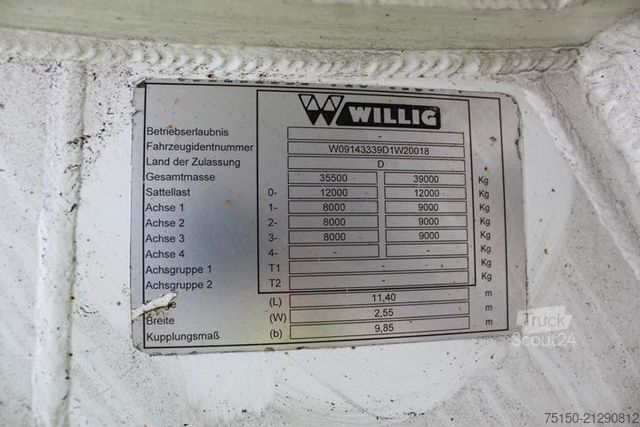 WILLIG
Betriebserlaubnis -
Fahrzeugidentnummer W09143339D1W20018
Land der Zulassung D
Gesamtmasse 35500 39000 Kg
Sattellast 0- 12000 12000 Kg
Achse 1 1- 8000 9000 Kg
Achse 2 2- 8000 9000 Kg
Achse 3 3- 8000 9000 Kg
Achse 4 4- - - Kg
Achsgruppe 1 T1 - Kg
Achsgruppe 2 T2 - Kg
(L) 11,40 m
Breite (W) 2,55 m
Kupplungsmaß (b) 9,85 m
Truck
Scout24
75150-21290812